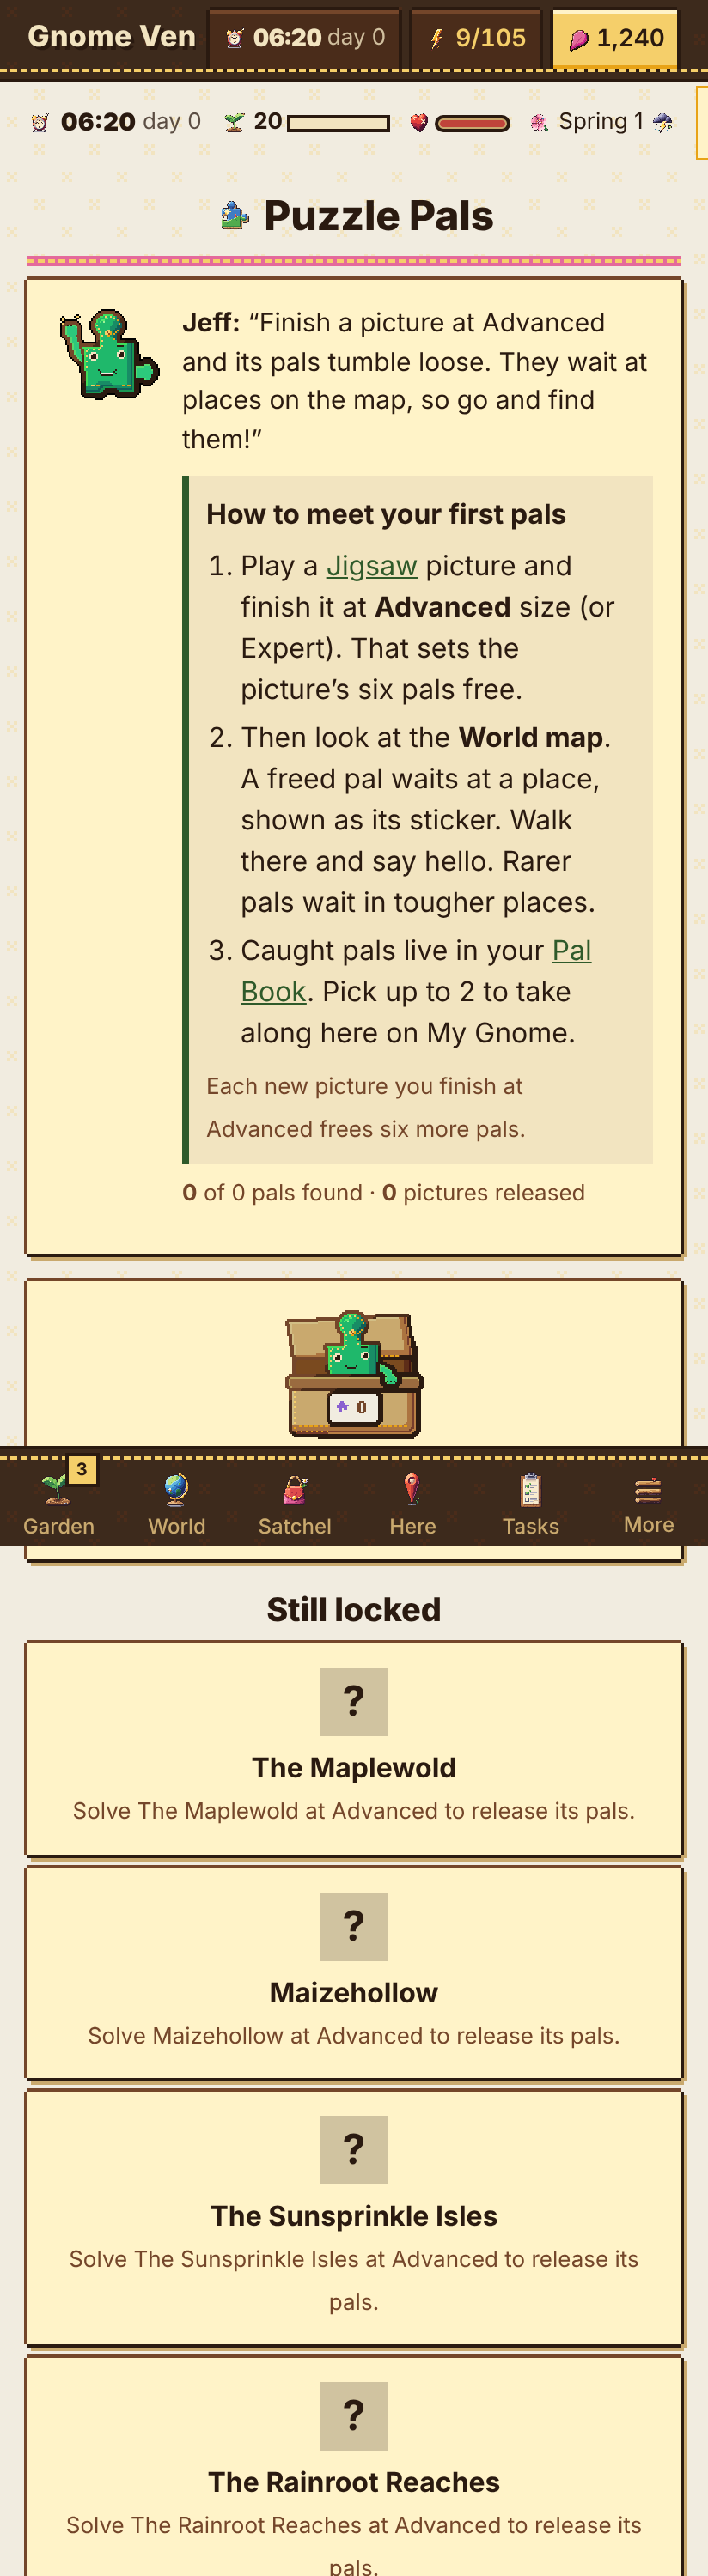 Gnome Ven
06:20 day 0
9/105
1,240
06:20 day 0
20
Spring 1
Puzzle Pals
Jeff: “Finish a picture at Advanced
and its pals tumble loose. They wait at
places on the map, so go and find
them!”
How to meet your first pals
1. Play a Jigsaw picture and
finish it at Advanced size (or
Expert). That sets the
picture’s six pals free.
2. Then look at the World map.
A freed pal waits at a place,
shown as its sticker. Walk
there and say hello. Rarer
pals wait in tougher places.
3. Caught pals live in your Pal
Book. Pick up to 2 to take
along here on My Gnome.
Each new picture you finish at
Advanced frees six more pals.
0 of 0 pals found · 0 pictures released
0
3
Garden
World
Satchel
Here
Tasks
More
Still locked
?
The Maplewold
Solve The Maplewold at Advanced to release its pals.
?
Maizehollow
Solve Maizehollow at Advanced to release its pals.
?
The Sunsprinkle Isles
Solve The Sunsprinkle Isles at Advanced to release its
pals.
?
The Rainroot Reaches
Solve The Rainroot Reaches at Advanced to release its
pals.